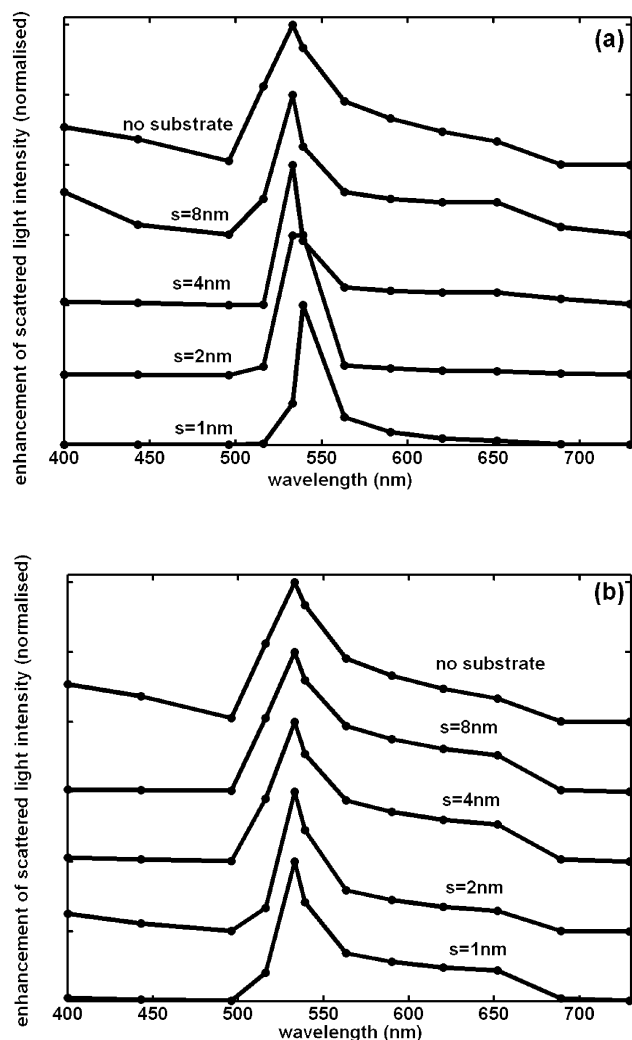 enhancement of scattered light intensity (normalised)
(a)
no substrate
s=8nm
s=4nm
s=2nm
s=1nm
400 450 500 550 600 650 700
wavelength (nm)
enhancement of scattered light intensity (normalised)
(b)
no substrate
s=8nm
s=4nm
s=2nm
s=1nm
400 450 500 550 600 650 700
wavelength (nm)